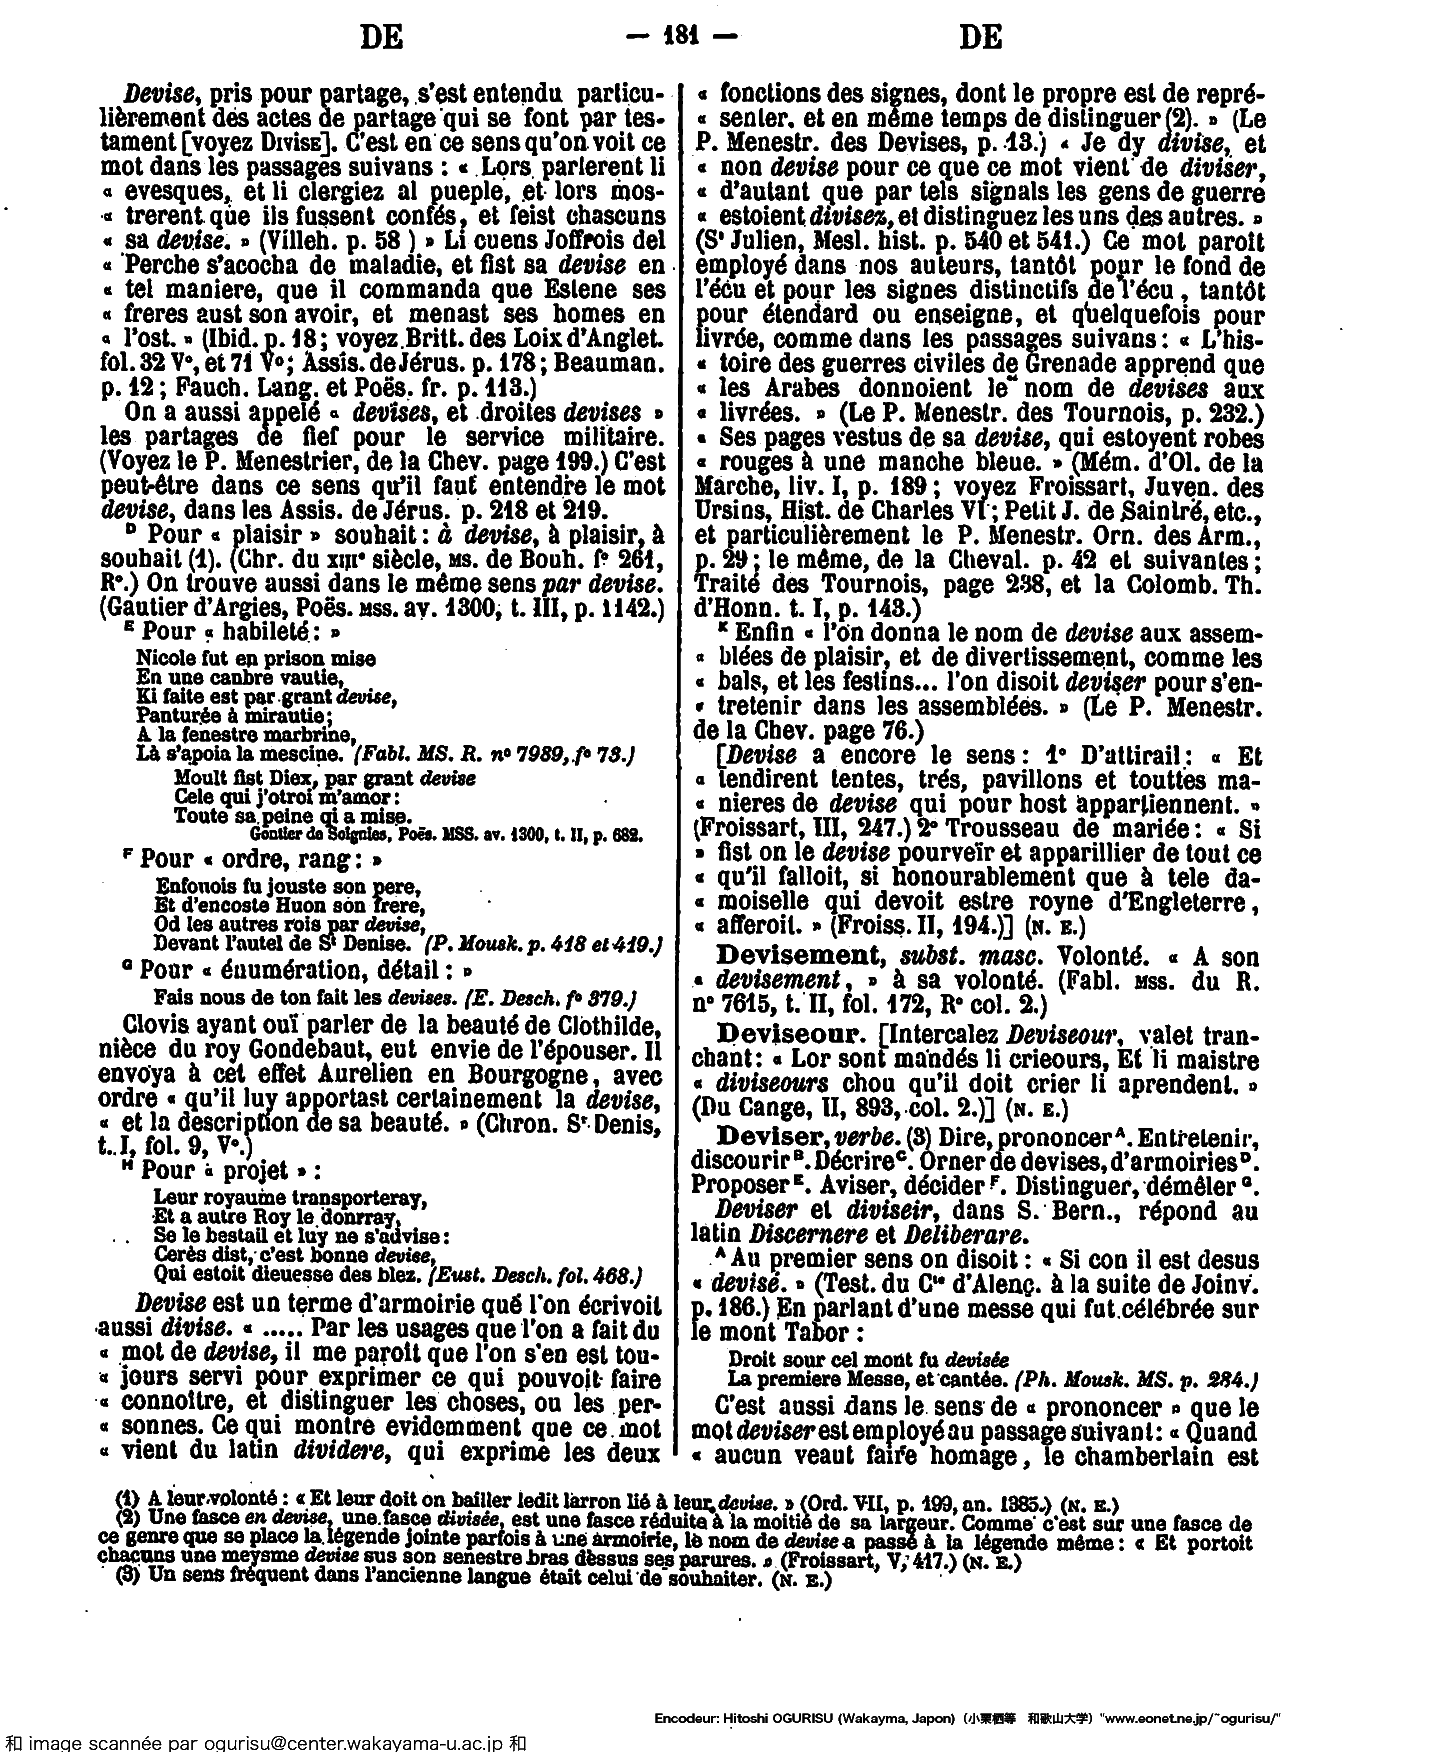 DE — 181 — DE
Devise, pris pour partage, s'est entendu particu-
lièrement des actes de partage qui se font par tes-
tament [voyez DIVISE]. C'est en ce sens qu'on voit ce
mot dans les passages suivans : « Lors parlerent li
« evesques, et li clergiez al pueple, et lors mos-
« trerent que ils fussent confés, et feist chascuns
« sa devise. » (Villeh. p. 58 ) » Li cuens Joffrois del
« Perche s'acocha de maladie, et fist sa devise en
« tel maniere, que il commanda que Estene ses
« freres aust son avoir, et menast ses homes en
« l'ost. » (Ibid. p. 18 ; voyez Britt. des Loix d'Anglet.
fol. 32 V°, et 71 V° ; Assis. de Jérus. p. 178 ; Beauman.
p. 12 ; Fauch. Lang. et Poës. fr. p. 113.)
On a aussi appelé « devises, et droites devises »
les partages de fief pour le service militaire.
(Voyez le P. Menestrier, de la Chev. page 199.) C'est
peut-être dans ce sens qu'il faut entendre le mot
devise, dans les Assis. de Jérus. p. 218 et 219.
D Pour « plaisir » souhait : à devise, à plaisir, à
souhait (1). (Chr. du XIIIe siècle, MS. de Bouh. f° 261,
R°.) On trouve aussi dans le même sens par devise.
(Gautier d'Argies, Poës. MSS. av. 1300, t. III, p. 1142.)
E Pour « habileté : »
Nicole fut en prison mise
En une canbre vautie,
Ki faite est par grant devise,
Panturée à mirautie ;
A la fenestre marbrine,
Là s'apoia la mescine. (Fabl. MS. R. n° 7989, f° 73.)
Moult fist Diex, par grant devise
Cele qui j'otroi m'amor :
Toute sa peine qi a mise.
Gontier de Soignies, Poës. MSS. av. 1300, t. II, p. 682.
F Pour « ordre, rang : »
Enfonois fu jouste son pere,
Et d'encoste Huon son frere,
Od les autres rois par devise,
Devant l'autel de St Denise. (P. Mousk. p. 418 et 419.)
G Pour « énumération, détail : »
Fais nous de ton fait les devises. (E. Desch. f° 379.)
Clovis ayant ouï parler de la beauté de Clothilde,
nièce du roy Gondebaut, eut envie de l'épouser. Il
envoya à cet effet Aurelien en Bourgogne, avec
ordre « qu'il luy apportast certainement la devise,
« et la description de sa beauté. » (Chron. St Denis,
t. I, fol. 9, V°.)
H Pour « projet » :
Leur royaume transporteray,
Et a autre Roy le donrray,
Se le bestail et luy ne s'advise :
Cerès dist, c'est bonne devise,
Qui estoit dieuesse des blez. (Eust. Desch. fol. 468.)
Devise est un terme d'armoirie que l'on écrivoit
aussi divise. « ..... Par les usages que l'on a fait du
« mot de devise, il me paroît que l'on s'en est tou-
« jours servi pour exprimer ce qui pouvoit faire
« connoître, et distinguer les choses, ou les per-
« sonnes. Ce qui montre evidemment que ce mot
« vient du latin dividere, qui exprime les deux
« fonctions des signes, dont le propre est de repré-
« senter, et en même temps de distinguer (2). » (Le
P. Menestr. des Devises, p. 13.) « Je dy divise, et
« non devise pour ce que ce mot vient de diviser,
« d'autant que par tels signals les gens de guerre
« estoient divisez, et distinguez les uns des autres. »
(St Julien, Mesl. hist. p. 540 et 541.) Ce mot paroît
employé dans nos auteurs, tantôt pour le fond de
l'écu et pour les signes distinctifs de l'écu, tantôt
pour étendard ou enseigne, et quelquefois pour
livrée, comme dans les passages suivans : « L'his-
« toire des guerres civiles de Grenade apprend que
« les Arabes donnoient le nom de devises aux
« livrées. » (Le P. Menestr. des Tournois, p. 232.)
« Ses pages vestus de sa devise, qui estoyent robes
« rouges à une manche bleue. » (Mém. d'Ol. de la
Marche, liv. I, p. 189 ; voyez Froissart, Juven. des
Ursins, Hist. de Charles VI ; Petit J. de Saintré, etc.,
et particulièrement le P. Menestr. Orn. des Arm.,
p. 29 ; le même, de la Cheval. p. 42 et suivantes ;
Traité des Tournois, page 238, et la Colomb. Th.
d'Honn. t. I, p. 143.)
K Enfin « l'on donna le nom de devise aux assem-
« blées de plaisir, et de divertissement, comme les
« bals, et les festins... l'on disoit deviser pour s'en-
« tretenir dans les assemblées. » (Le P. Menestr.
de la Chev. page 76.)
[Devise a encore le sens : 1° D'attirail : « Et
« tendirent tentes, trés, pavillons et touttes ma-
« nieres de devise qui pour host appartiennent. »
(Froissart, III, 247.) 2° Trousseau de mariée : « Si
» fist on le devise pourveïr et apparillier de tout ce
« qu'il falloit, si honourablement que à tele da-
« moiselle qui devoit estre royne d'Engleterre,
« afferoit. » (Froiss. II, 194.)] (N. E.)
Devisement, subst. masc. Volonté. « A son
« devisement, » à sa volonté. (Fabl. MSS. du R.
n° 7615, t. II, fol. 172, R° col. 2.)
Deviseour. [Intercalez Deviseour, valet tran-
chant : « Lor sont mandés li crieours, Et li maistre
« diviseours chou qu'il doit crier li aprendent. »
(Du Cange, II, 893, col. 2.)] (N. E.)
Deviser, verbe. (3) Dire, prononcer A. Entretenir,
discourir B. Décrire C. Orner de devises, d'armoiries D.
Proposer E. Aviser, décider F. Distinguer, démêler G.
Deviser et diviseir, dans S. Bern., répond au
latin Discernere et Deliberare.
A Au premier sens on disoit : « Si con il est desus
« devisé. » (Test. du Cte d'Alenç. à la suite de Joinv.
p. 186.) En parlant d'une messe qui fut célébrée sur
le mont Tabor :
Droit sour cel mont fu devisée
La premiere Messe, et cantée. (Ph. Mousk. MS. p. 284.)
C'est aussi dans le sens de « prononcer » que le
mot deviser est employé au passage suivant : « Quand
« aucun veaut faire homage, le chamberlain est
(1) A leur volonté : « Et leur doit on bailler ledit larron lié à leur devise. » (Ord. VII, p. 199, an. 1385.) (N. E.)
(2) Une fasce en devise, une fasce divisée, est une fasce réduite à la moitié de sa largeur. Comme c'est sur une fasce de
ce genre que se place la légende jointe parfois à une armoirie, le nom de devise a passé à la légende même : « Et portoit
chacuns une meysme devise sus son senestre bras dessus ses parures. » (Froissart, V, 417.) (N. E.)
(3) Un sens fréquent dans l'ancienne langue était celui de souhaiter. (N. E.)
Encodeur: Hitoshi OGURISU (Wakayma, Japon)（小栗栖等 和歌山大学）"www.eonet.ne.jp/~ogurisu/"
和 image scannée par ogurisu@center.wakayama-u.ac.jp 和